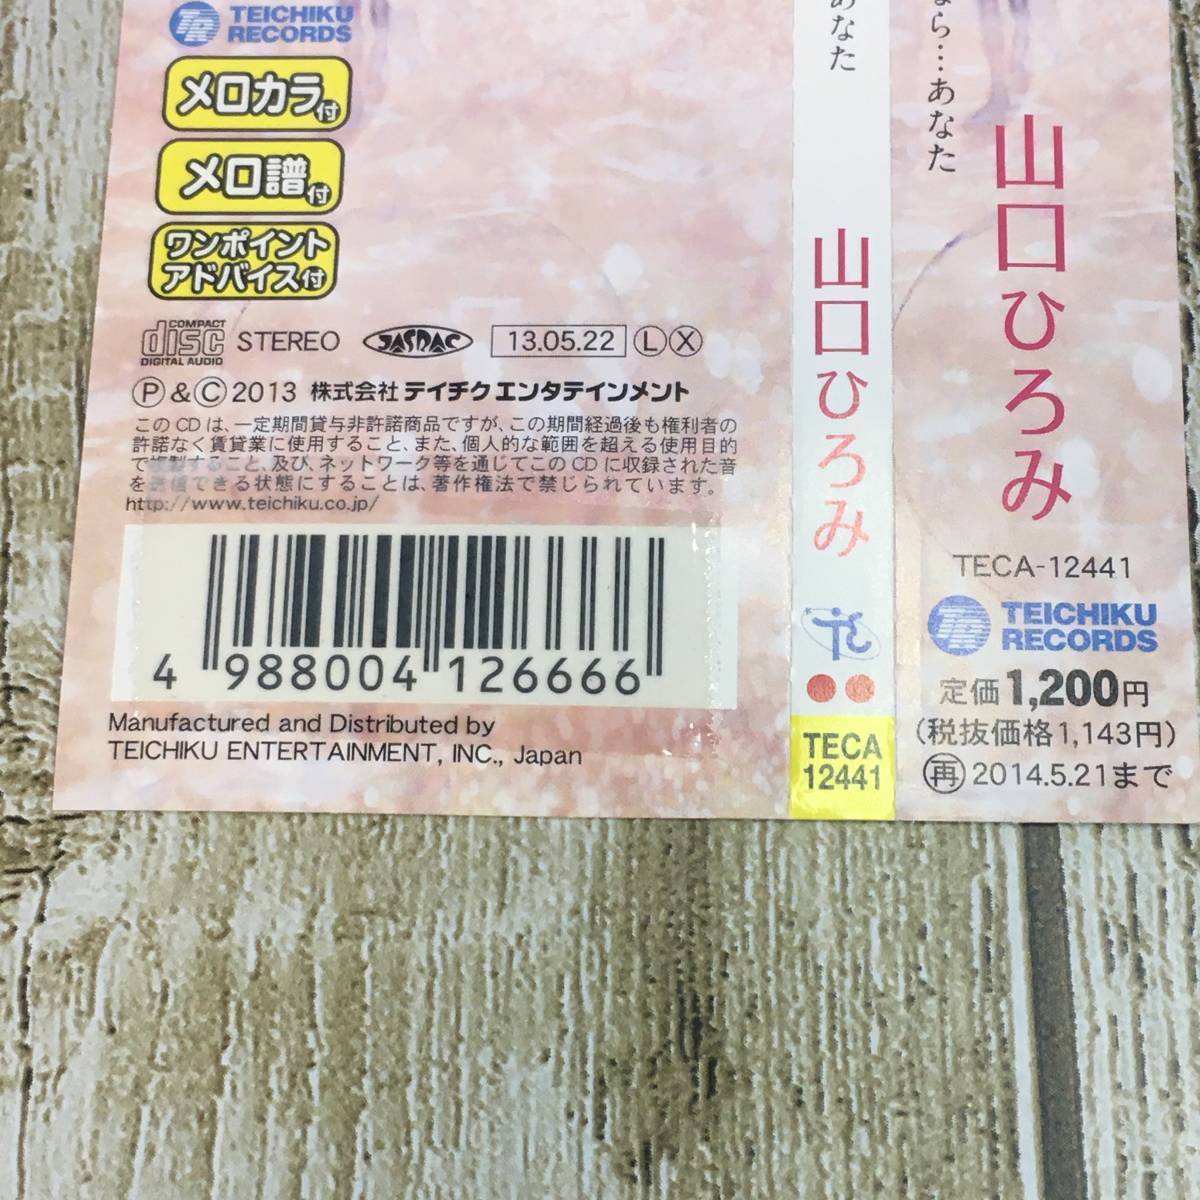 TEICHIKU
RECORDS
メロカラ付
メロ譜付
ワンポイント
アドバイス付
COMPACT
disc
DIGITAL AUDIO
STEREO
JASRAC
13.05.22
Ⓛ Ⓧ
Ⓟ&Ⓒ2013 株式会社テイチクエンタテインメント
このCDは、一定期間貸与非許諾商品ですが、この期間経過後も権利者の
許諾なく賃貸業に使用すること、また、個人的な範囲を超える使用目的
で複製すること、及び、ネットワーク等を通じてこのCDに収録された音
を送信できる状態にすることは、著作権法で禁じられています。
http://www.teichiku.co.jp/
4 988004 126666
Manufactured and Distributed by
TEICHIKU ENTERTAINMENT, INC., Japan
あなた
山口ひろみ
TECA
12441
なら…あなた
山口ひろみ
TECA-12441
TEICHIKU
RECORDS
定価1,200円
(税抜価格1,143円)
再2014.5.21まで